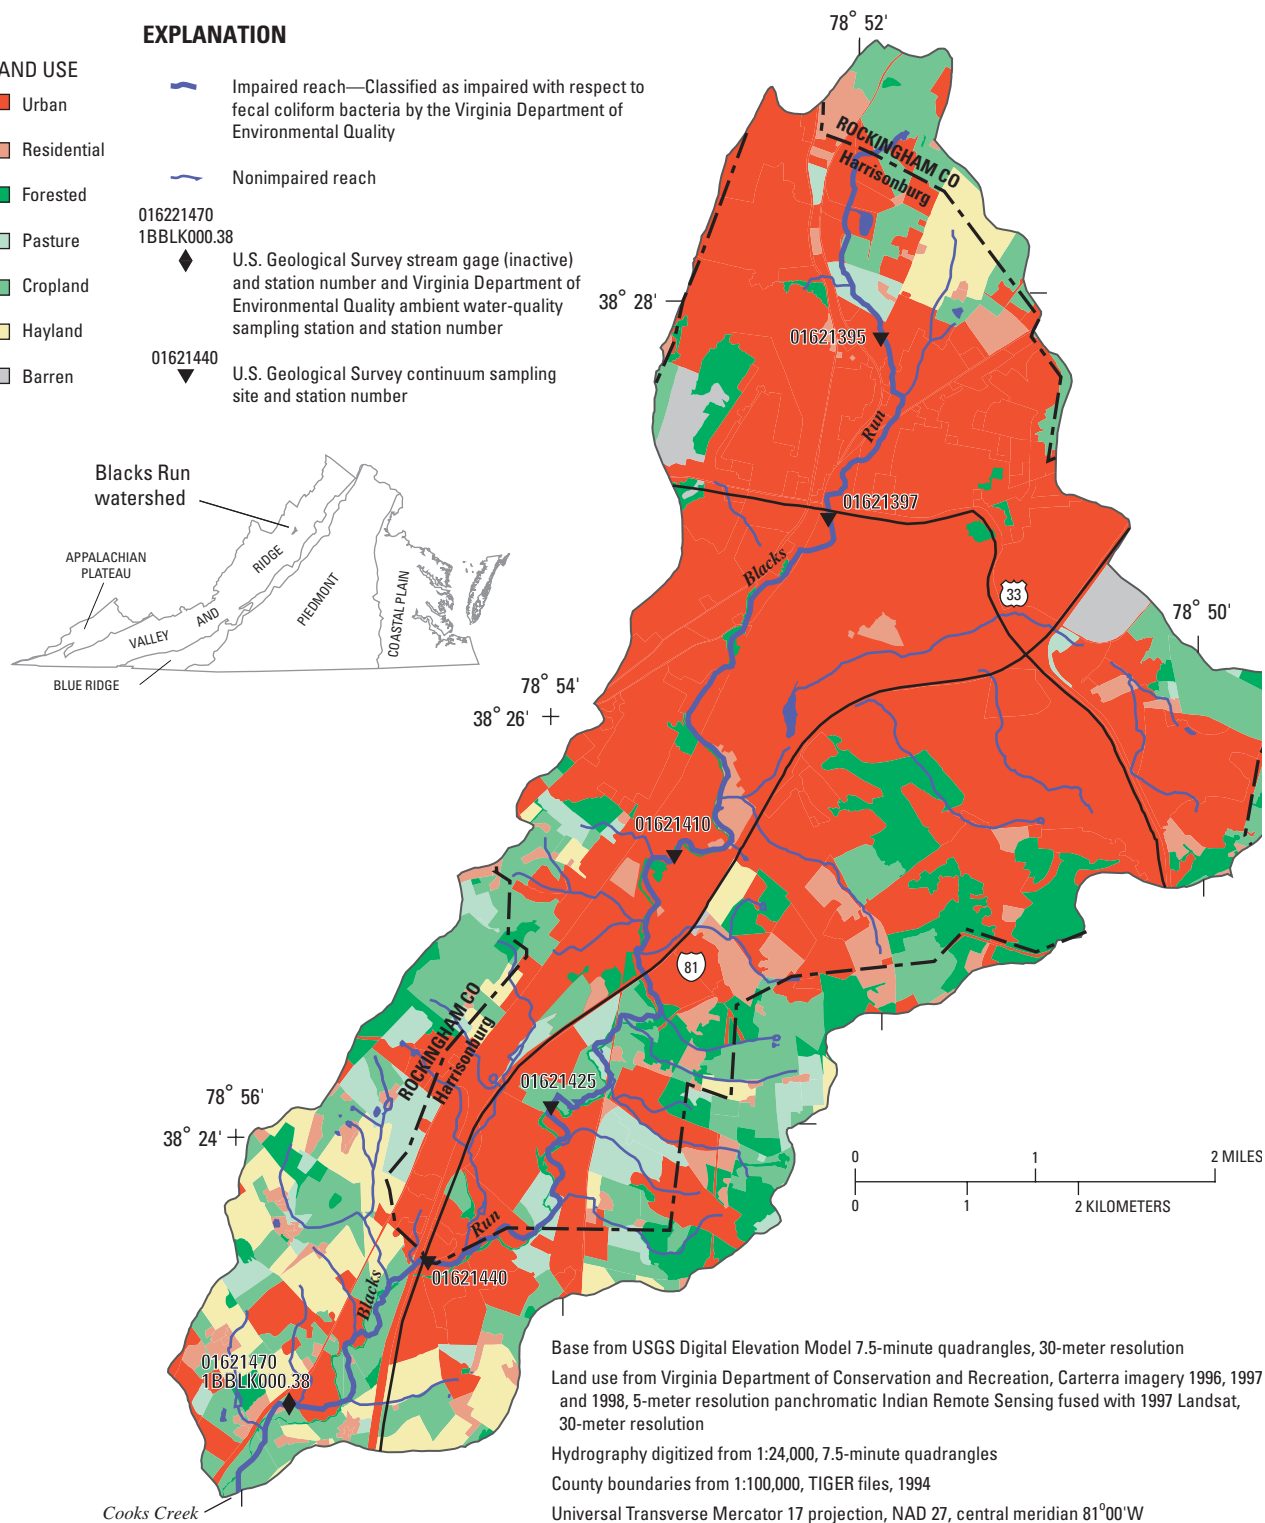 EXPLANATION
AND USE
Urban
Residential
Forested
Pasture
Cropland
Hayland
Barren
Impaired reach—Classified as impaired with respect to
fecal coliform bacteria by the Virginia Department of
Environmental Quality
Nonimpaired reach
016221470
1BBLK000.38
U.S. Geological Survey stream gage (inactive)
and station number and Virginia Department of
Environmental Quality ambient water-quality
sampling station and station number
01621440
U.S. Geological Survey continuum sampling
site and station number
Blacks Run
watershed
APPALACHIAN
PLATEAU
VALLEY AND RIDGE
BLUE RIDGE
PIEDMONT
COASTAL PLAIN
78° 52'
ROCKINGHAM CO
Harrisonburg
38° 28'
01621395
Run
01621397
Blacks
33
78° 50'
78° 54'
38° 26'
01621410
81
ROCKINGHAM CO
Harrisonburg
01621425
78° 56'
38° 24'
Run
01621440
Blacks
01621470
1BBLK000.38
Cooks Creek
0 1 2 MILES
0 1 2 KILOMETERS
Base from USGS Digital Elevation Model 7.5-minute quadrangles, 30-meter resolution
Land use from Virginia Department of Conservation and Recreation, Carterra imagery 1996, 1997
and 1998, 5-meter resolution panchromatic Indian Remote Sensing fused with 1997 Landsat,
30-meter resolution
Hydrography digitized from 1:24,000, 7.5-minute quadrangles
County boundaries from 1:100,000, TIGER files, 1994
Universal Transverse Mercator 17 projection, NAD 27, central meridian 81°00'W